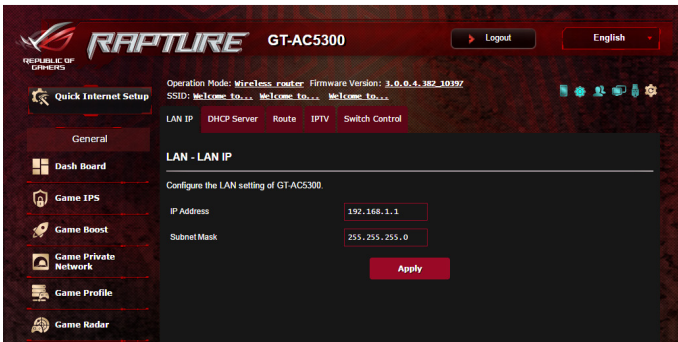 REPUBLIC OF
GAMERS
RAPTURE GT-AC5300 Logout English
Operation Mode: Wireless router Firmware Version: 3.0.0.4.382_10397
SSID: Welcome to... Welcome to... Welcome to...
Quick Internet Setup
LAN IP DHCP Server Route IPTV Switch Control
General
Dash Board
Game IPS
Game Boost
Game Private
Network
Game Profile
Game Radar
LAN - LAN IP
Configure the LAN setting of GT-AC5300.
IP Address 192.168.1.1
Subnet Mask 255.255.255.0
Apply